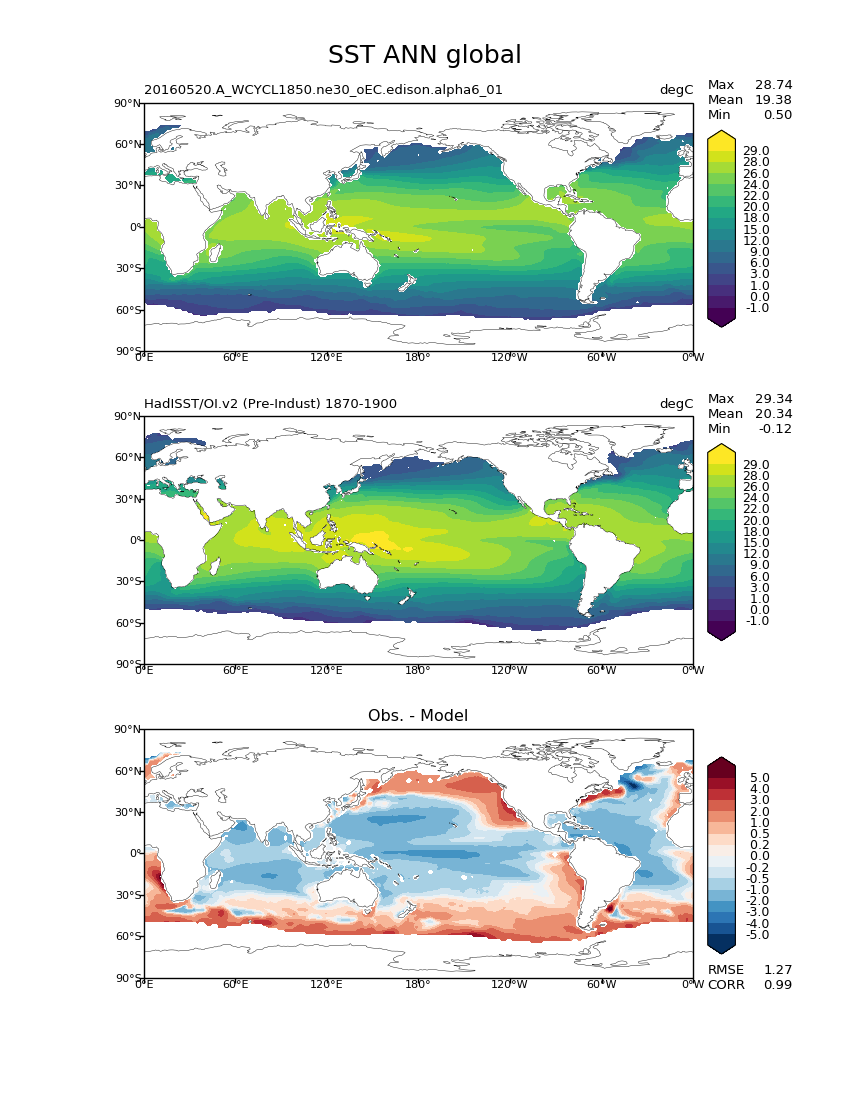 SST ANN global
20160520.A_WCYCL1850.ne30_oEC.edison.alpha6_01 degC
Max 28.74
Mean 19.38
Min 0.50
90°N
60°N
30°N
0°
30°S
60°S
90°S
0°E 60°E 120°E 180° 120°W 60°W 0°W
29.0
28.0
26.0
24.0
22.0
20.0
18.0
15.0
12.0
9.0
6.0
3.0
1.0
0.0
-1.0
HadISST/OI.v2 (Pre-Indust) 1870-1900 degC
Max 29.34
Mean 20.34
Min -0.12
90°N
60°N
30°N
0°
30°S
60°S
90°S
0°E 60°E 120°E 180° 120°W 60°W 0°W
29.0
28.0
26.0
24.0
22.0
20.0
18.0
15.0
12.0
9.0
6.0
3.0
1.0
0.0
-1.0
Obs. - Model
90°N
60°N
30°N
0°
30°S
60°S
90°S
0°E 60°E 120°E 180° 120°W 60°W 0°W
5.0
4.0
3.0
2.0
1.0
0.5
0.2
0.0
-0.2
-0.5
-1.0
-2.0
-3.0
-4.0
-5.0
RMSE 1.27
CORR 0.99